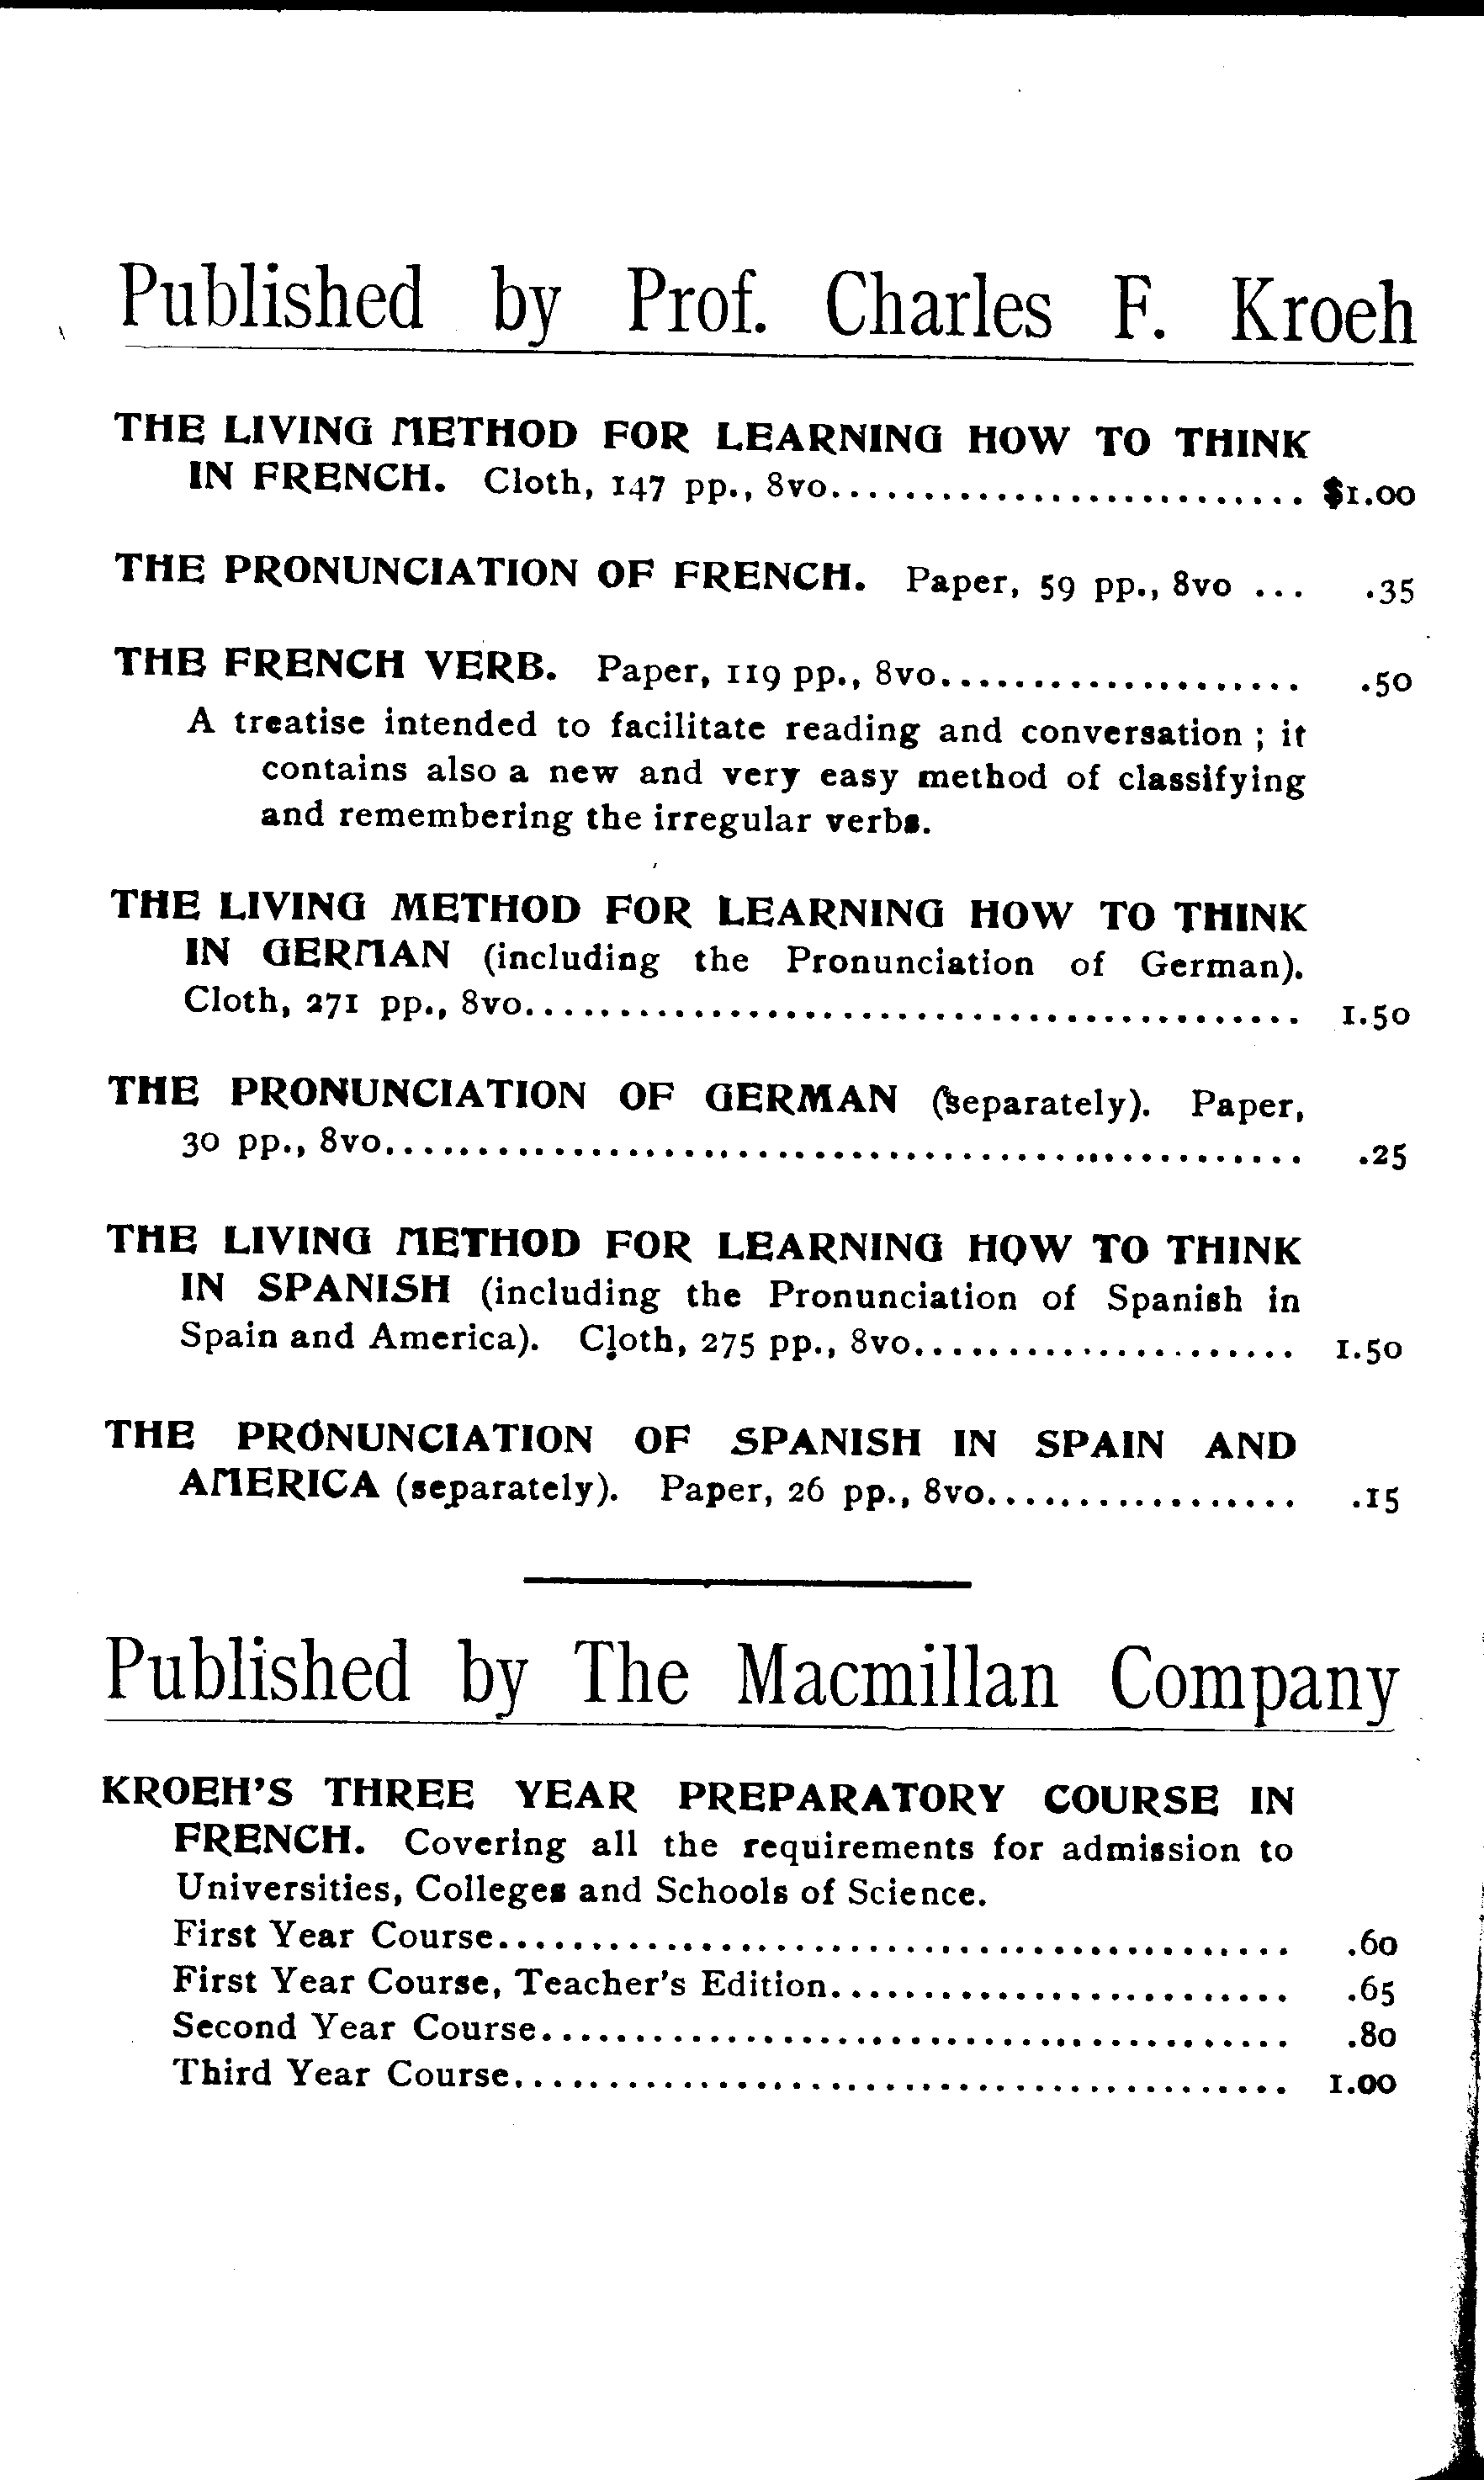 Published by Prof. Charles F. Kroeh
THE LIVING METHOD FOR LEARNING HOW TO THINK
IN FRENCH. Cloth, 147 pp., 8vo.......................... $1.00
THE PRONUNCIATION OF FRENCH. Paper, 59 pp., 8vo ... .35
THE FRENCH VERB. Paper, 119 pp., 8vo.................... .50
A treatise intended to facilitate reading and conversation ; it
contains also a new and very easy method of classifying
and remembering the irregular verbs.
THE LIVING METHOD FOR LEARNING HOW TO THINK
IN GERMAN (including the Pronunciation of German).
Cloth, 271 pp., 8vo.......................................... 1.50
THE PRONUNCIATION OF GERMAN (separately). Paper,
30 pp., 8vo.................................................. .25
THE LIVING METHOD FOR LEARNING HOW TO THINK
IN SPANISH (including the Pronunciation of Spanish in
Spain and America). Cloth, 275 pp., 8vo..................... 1.50
THE PRONUNCIATION OF SPANISH IN SPAIN AND
AMERICA (separately). Paper, 26 pp., 8vo................. .15
Published by The Macmillan Company
KROEH'S THREE YEAR PREPARATORY COURSE IN
FRENCH. Covering all the requirements for admission to
Universities, Colleges and Schools of Science.
First Year Course........................................... .60
First Year Course, Teacher's Edition......................... .65
Second Year Course......................................... .80
Third Year Course.......................................... 1.00